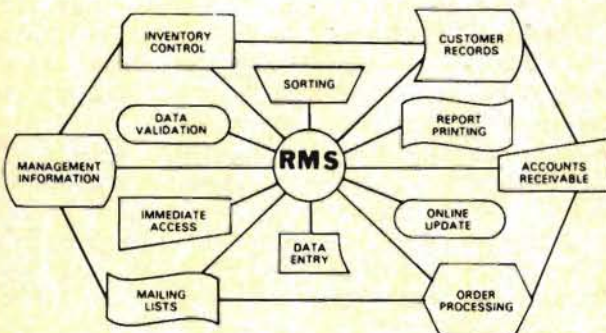 INVENTORY
CONTROL
CUSTOMER
RECORDS
SORTING
DATA
VALIDATION
REPORT
PRINTING
RMS
MANAGEMENT
INFORMATION
ACCOUNTS
RECEIVABLE
IMMEDIATE
ACCESS
ONLINE
UPDATE
DATA
ENTRY
MAILING
LISTS
ORDER
PROCESSING